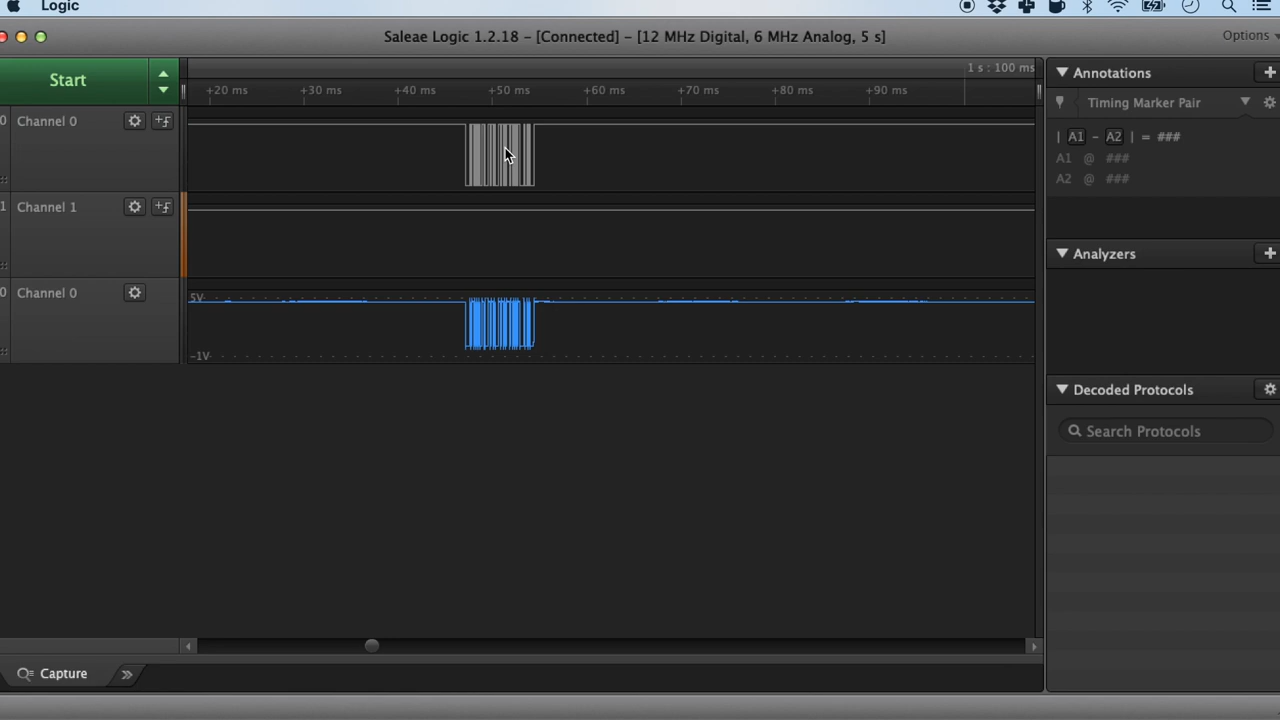 Logic
Saleae Logic 1.2.18 – [Connected] – [12 MHz Digital, 6 MHz Analog, 5 s]
Options
Start
1 s : 100 ms
+20 ms +30 ms +40 ms +50 ms +60 ms +70 ms +80 ms +90 ms
0 Channel 0
1 Channel 1
0 Channel 0
5V
-1V
Annotations
Timing Marker Pair
| A1 – A2 | = ###
A1 @ ###
A2 @ ###
Analyzers
Decoded Protocols
Search Protocols
Capture